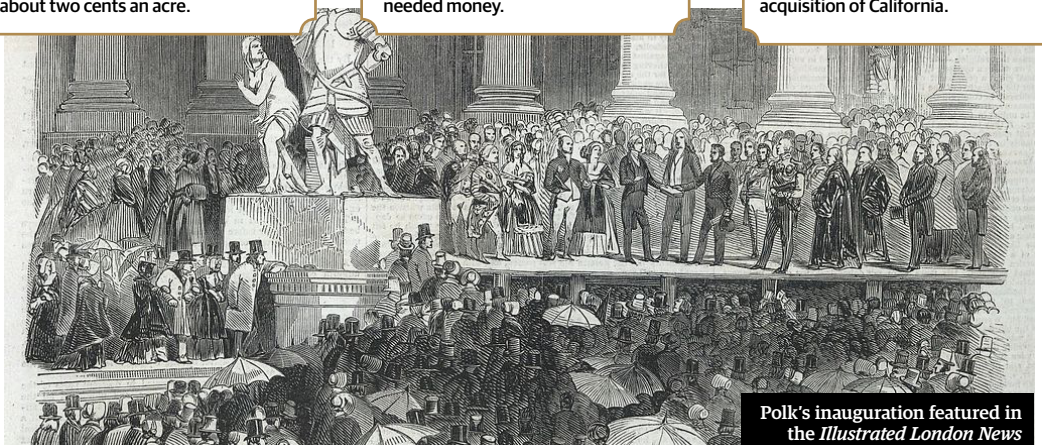 about two cents an acre.
needed money.
acquisition of California.
Polk’s inauguration featured in
the Illustrated London News